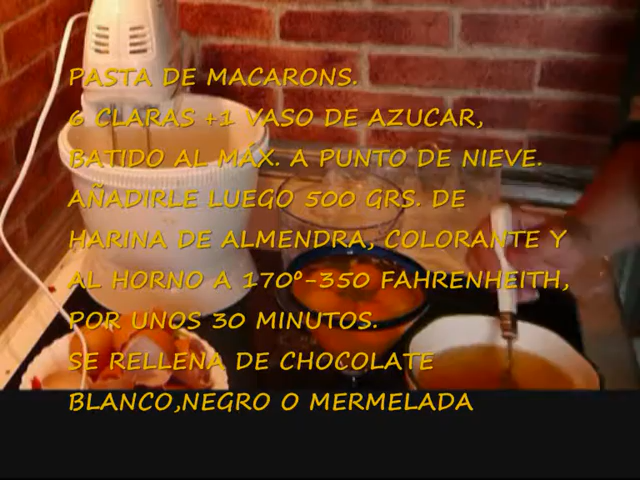 PASTA DE MACARONS.
6 CLARAS +1 VASO DE AZUCAR,
BATIDO AL MÁX. A PUNTO DE NIEVE.
AÑADIRLE LUEGO 500 GRS. DE
HARINA DE ALMENDRA, COLORANTE Y
AL HORNO A 170º-350 FAHRENHEITH,
POR UNOS 30 MINUTOS.
SE RELLENA DE CHOCOLATE
BLANCO,NEGRO O MERMELADA